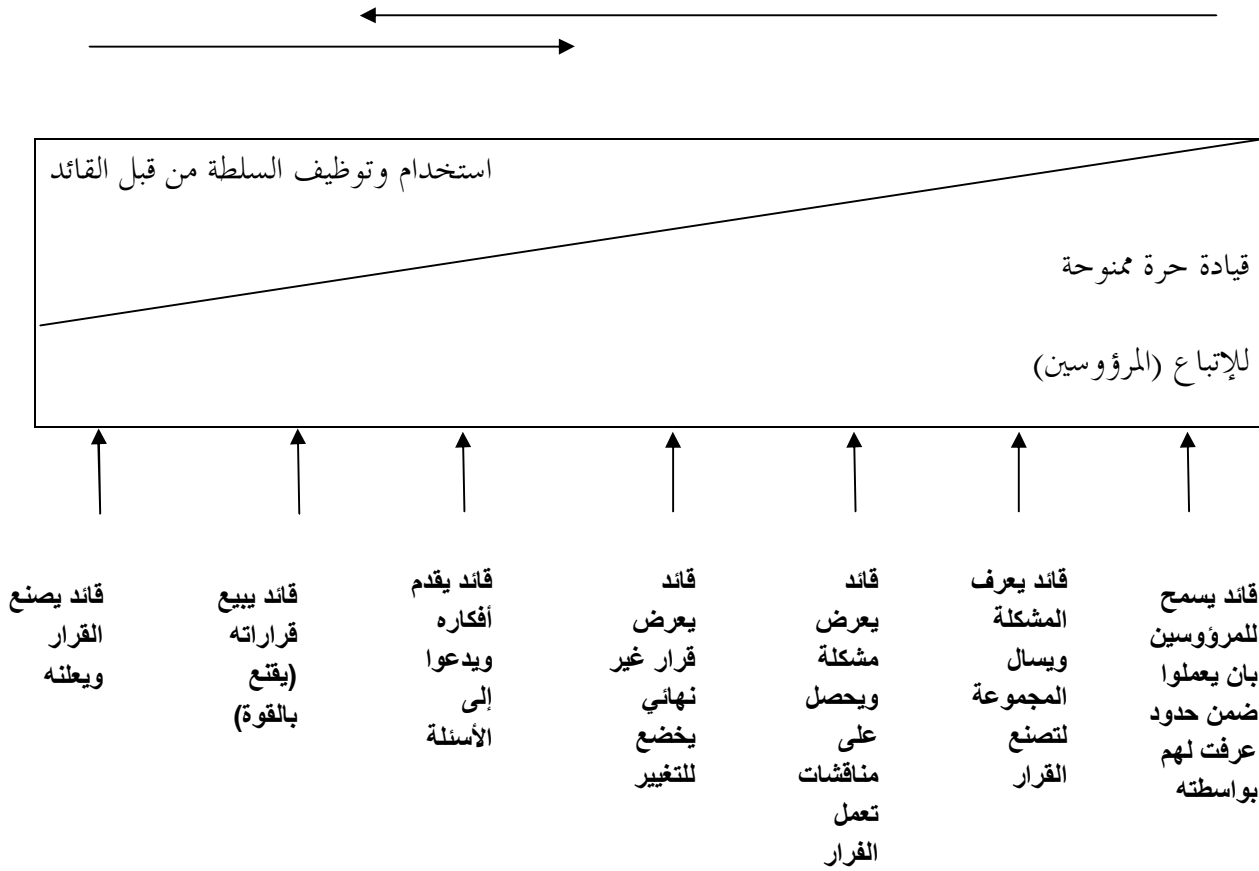 استخدام وتوظيف السلطة من قبل القائد
قيادة حرة ممنوحة
للإتباع (المرؤوسين)
قائد يسمح
للمرؤوسين
بان يعملوا
ضمن حدود
عرفت لهم
بواسطته
قائد يعرف
المشكلة
ويسال
المجموعة
لتصنع
القرار
قائد
يعرض
مشكلة
ويحصل
على
مناقشات
تعمل
الفرار
قائد
يعرض
قرار غير
نهائي
يخضع
للتغيير
قائد يقدم
أفكاره
ويدعوا
إلى
الأسئلة
قائد يبيع
قراراته
(يقنع
بالقوة)
قائد يصنع
القرار
ويعلنه